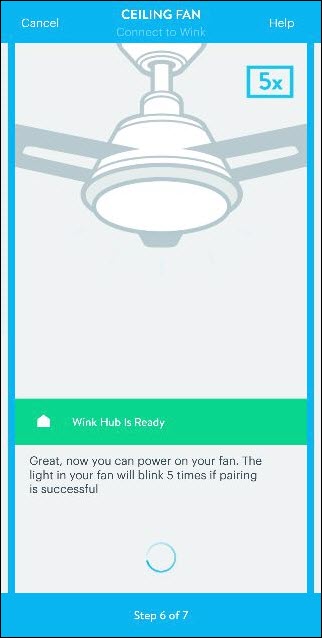 Cancel
CEILING FAN
Help
Connect to Wink
5x
Wink Hub Is Ready
Great, now you can power on your fan. The
light in your fan will blink 5 times if pairing
is successful
Step 6 of 7